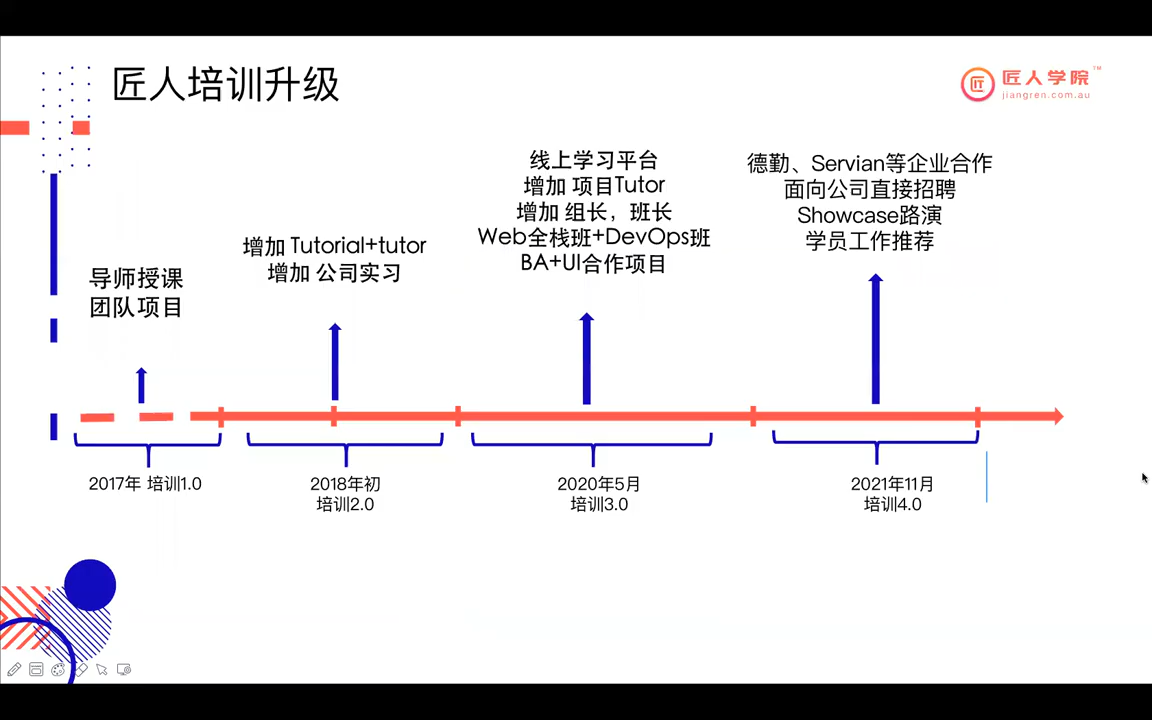 匠人培训升级
匠
匠人学院
TM
jiangren.com.au
导师授课
团队项目
增加 Tutorial+tutor
增加 公司实习
线上学习平台
增加 项目Tutor
增加 组长，班长
Web全栈班+DevOps班
BA+UI合作项目
德勤、Servian等企业合作
面向公司直接招聘
Showcase路演
学员工作推荐
2017年 培训1.0
2018年初
培训2.0
2020年5月
培训3.0
2021年11月
培训4.0